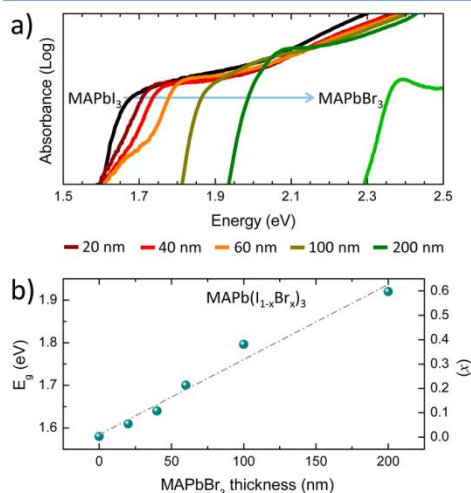 a)
Absorbance (Log)
MAPbI₃
MAPbBr₃
1.5 1.7 1.9 2.1 2.3 2.5
Energy (eV)
20 nm 40 nm 60 nm 100 nm 200 nm
b)
MAPb(I₁₋ₓBrₓ)₃
E_g (eV)
1.9
1.8
1.7
1.6
0.6
0.5
0.4
0.3
0.2
0.1
0.0
(x)
0 50 100 150 200
MAPbBr₃ thickness (nm)